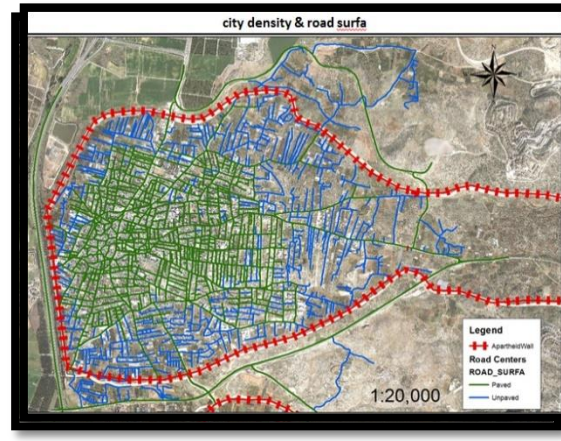 city density & road surfa
Legend
ApartheidWall
Road Centers
ROAD_SURFA
Paved
Unpaved
1:20,000